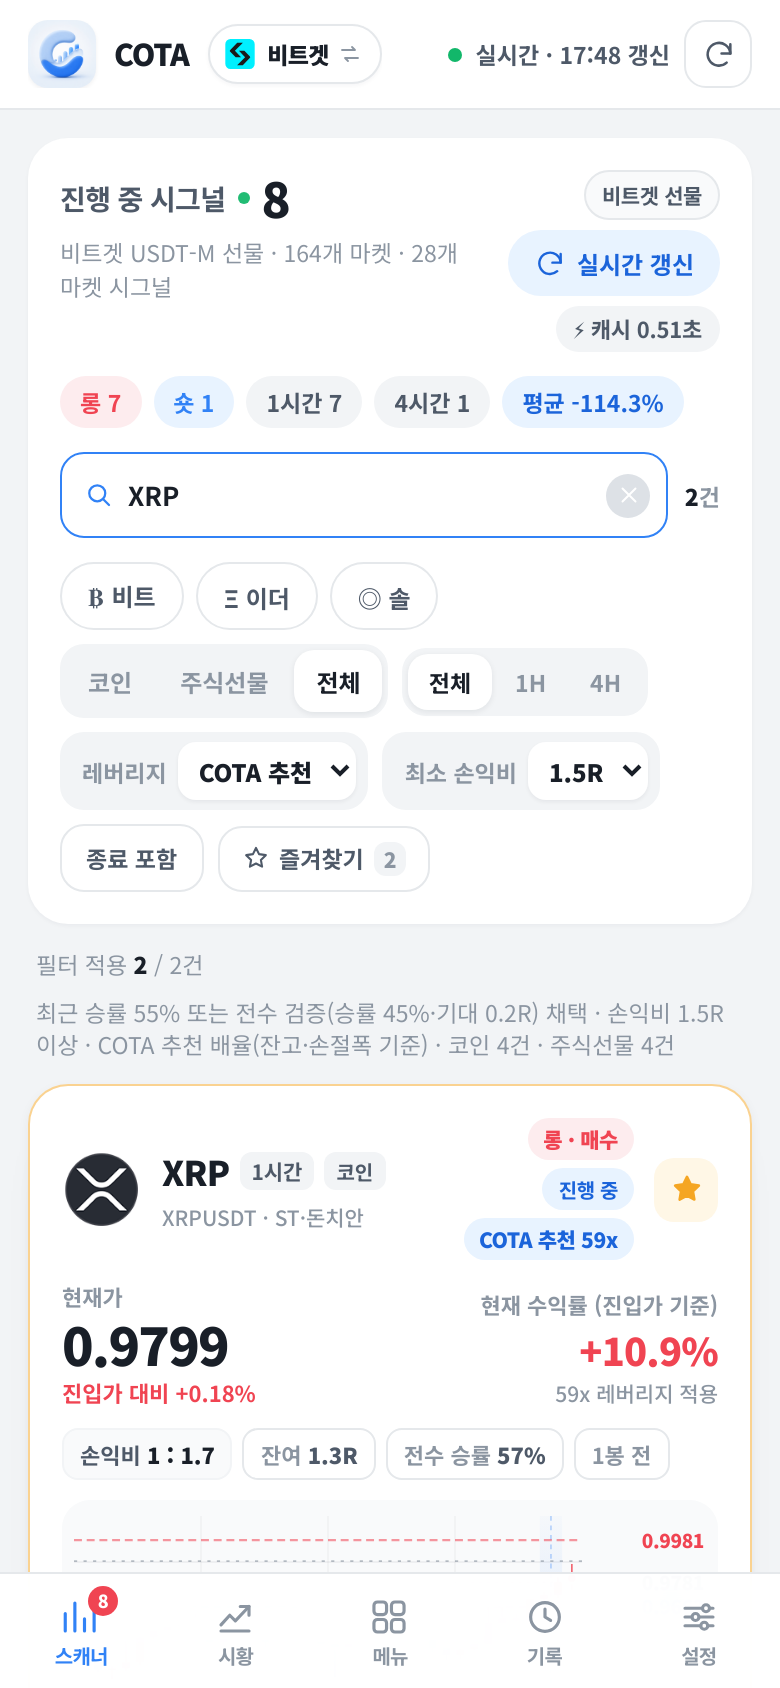 COTA
비트겟
실시간 · 17:48 갱신
진행 중 시그널 8
비트겟 선물
비트겟 USDT-M 선물 · 164개 마켓 · 28개
마켓 시그널
실시간 갱신
⚡ 캐시 0.51초
롱 7
숏 1
1시간 7
4시간 1
평균 -114.3%
XRP
2건
₿ 비트
Ξ 이더
◎ 솔
코인 주식선물 전체
전체 1H 4H
레버리지 COTA 추천
최소 손익비 1.5R
종료 포함
즐겨찾기 2
필터 적용 2 / 2건
최근 승률 55% 또는 전수 검증(승률 45%·기대 0.2R) 채택 · 손익비 1.5R
이상 · COTA 추천 배율(잔고·손절폭 기준) · 코인 4건 · 주식선물 4건
XRP 1시간 코인
XRPUSDT · ST·돈치안
롱 · 매수
진행 중
COTA 추천 59x
현재가
0.9799
진입가 대비 +0.18%
현재 수익률 (진입가 기준)
+10.9%
59x 레버리지 적용
손익비 1 : 1.7
잔여 1.3R
전수 승률 57%
1봉 전
0.9981
8
스캐너
시황
메뉴
기록
설정